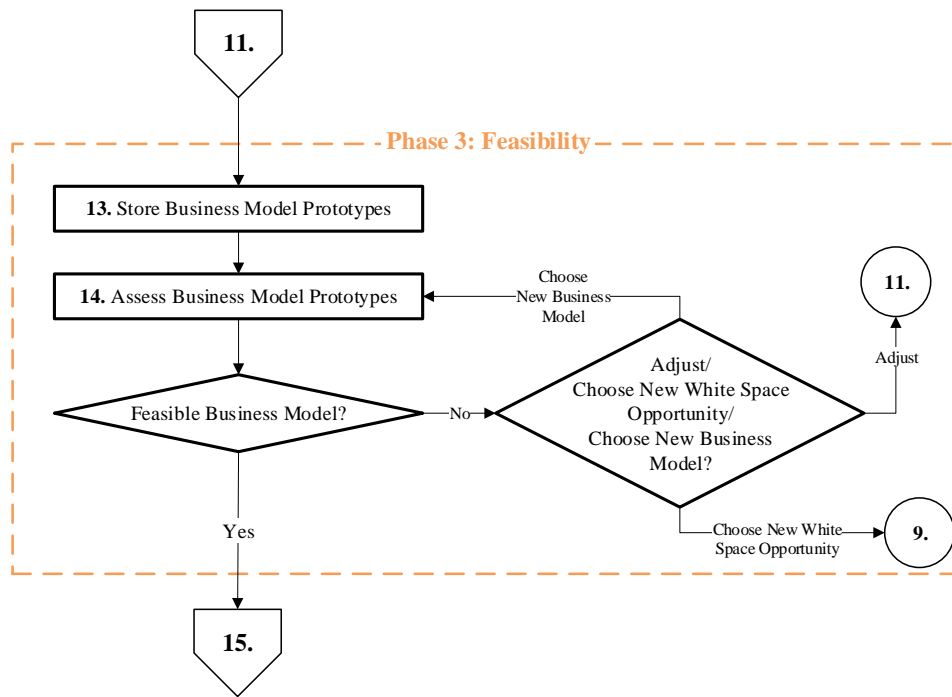 11.
Phase 3: Feasibility
13. Store Business Model Prototypes
14. Assess Business Model Prototypes
Choose
New Business
Model
11.
Adjust
Feasible Business Model?
No
Adjust/
Choose New White Space
Opportunity/
Choose New Business
Model?
Yes
Choose New White
Space Opportunity
9.
15.